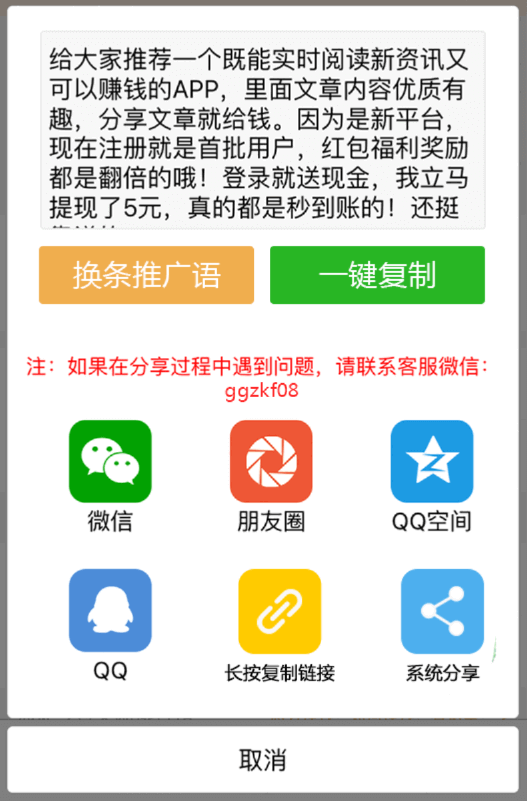 给大家推荐一个既能实时阅读新资讯又
可以赚钱的APP，里面文章内容优质有
趣，分享文章就给钱。因为是新平台，
现在注册就是首批用户，红包福利奖励
都是翻倍的哦！登录就送现金，我立马
提现了5元，真的都是秒到账的！还挺
换条推广语
一键复制
注：如果在分享过程中遇到问题，请联系客服微信：
ggzkf08
微信
朋友圈
QQ空间
QQ
长按复制链接
系统分享
取消